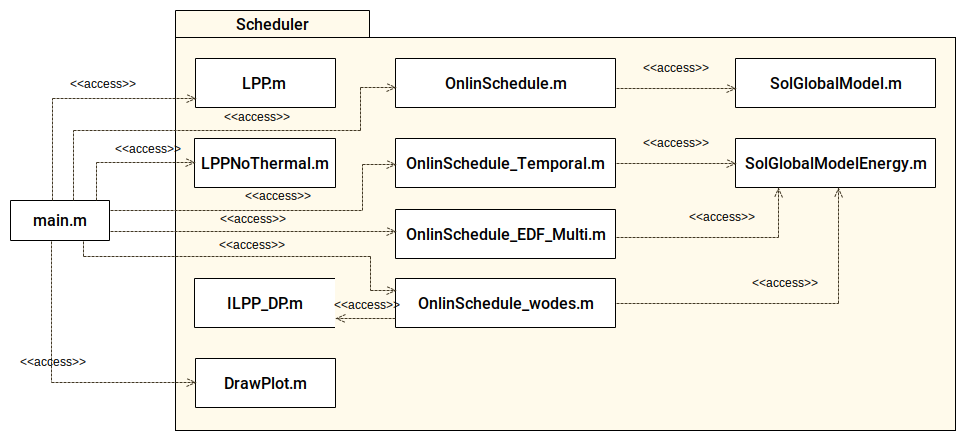 Scheduler
<<access>>
LPP.m
OnlinSchedule.m
<<access>>
SolGlobalModel.m
<<access>>
<<access>>
LPPNoThermal.m
OnlinSchedule_Temporal.m
<<access>>
SolGlobalModelEnergy.m
<<access>>
main.m
<<access>>
OnlinSchedule_EDF_Multi.m
<<access>>
<<access>>
ILPP_DP.m
<<access>>
OnlinSchedule_wodes.m
<<access>>
<<access>>
DrawPlot.m